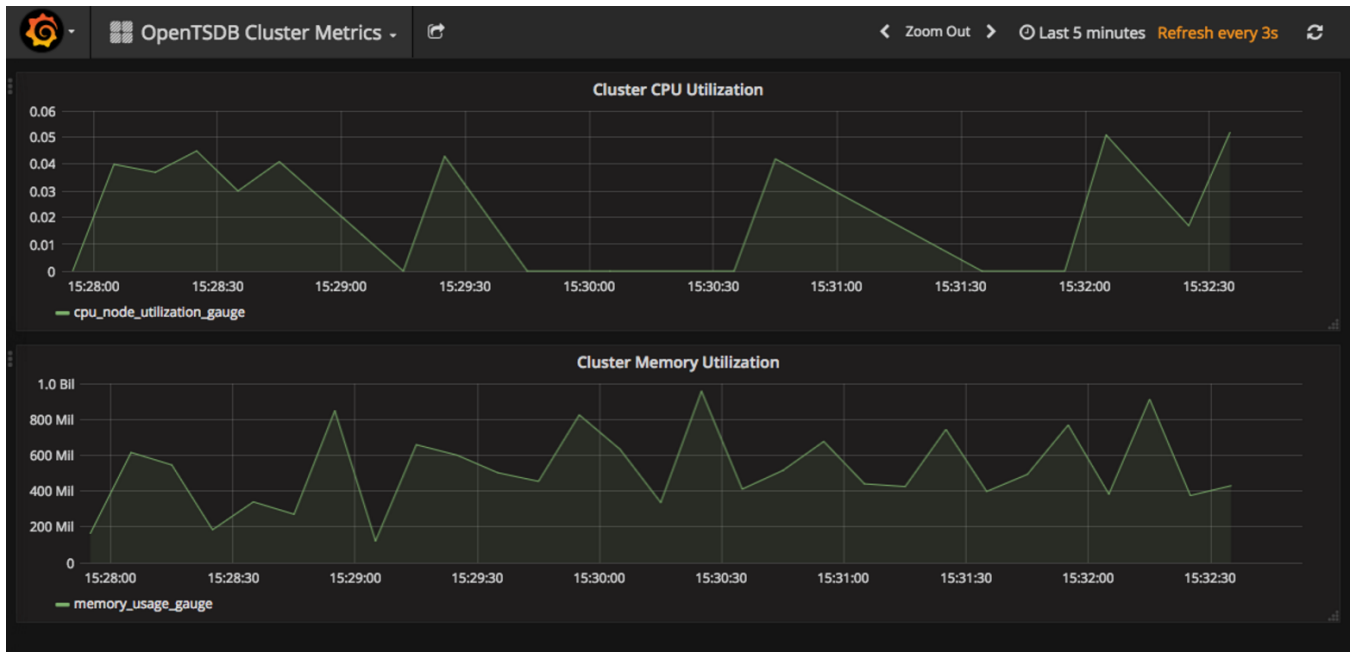 OpenTSDB Cluster Metrics
Zoom Out
Last 5 minutes Refresh every 3s
Cluster CPU Utilization
0.06
0.05
0.04
0.03
0.02
0.01
0
15:28:00 15:28:30 15:29:00 15:29:30 15:30:00 15:30:30 15:31:00 15:31:30 15:32:00 15:32:30
cpu_node_utilization_gauge
Cluster Memory Utilization
1.0 Bil
800 Mil
600 Mil
400 Mil
200 Mil
0
15:28:00 15:28:30 15:29:00 15:29:30 15:30:00 15:30:30 15:31:00 15:31:30 15:32:00 15:32:30
memory_usage_gauge